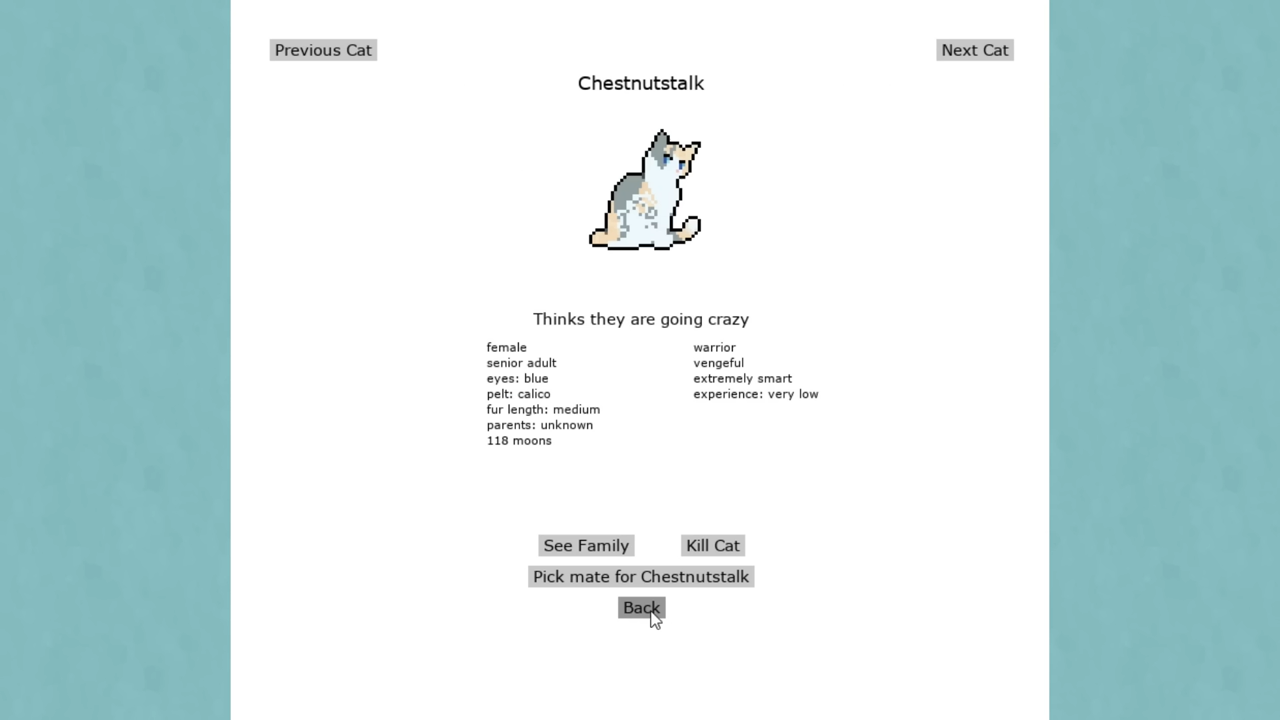 Previous Cat
Next Cat
Chestnutstalk
Thinks they are going crazy
female
senior adult
eyes: blue
pelt: calico
fur length: medium
parents: unknown
118 moons
warrior
vengeful
extremely smart
experience: very low
See Family
Kill Cat
Pick mate for Chestnutstalk
Back